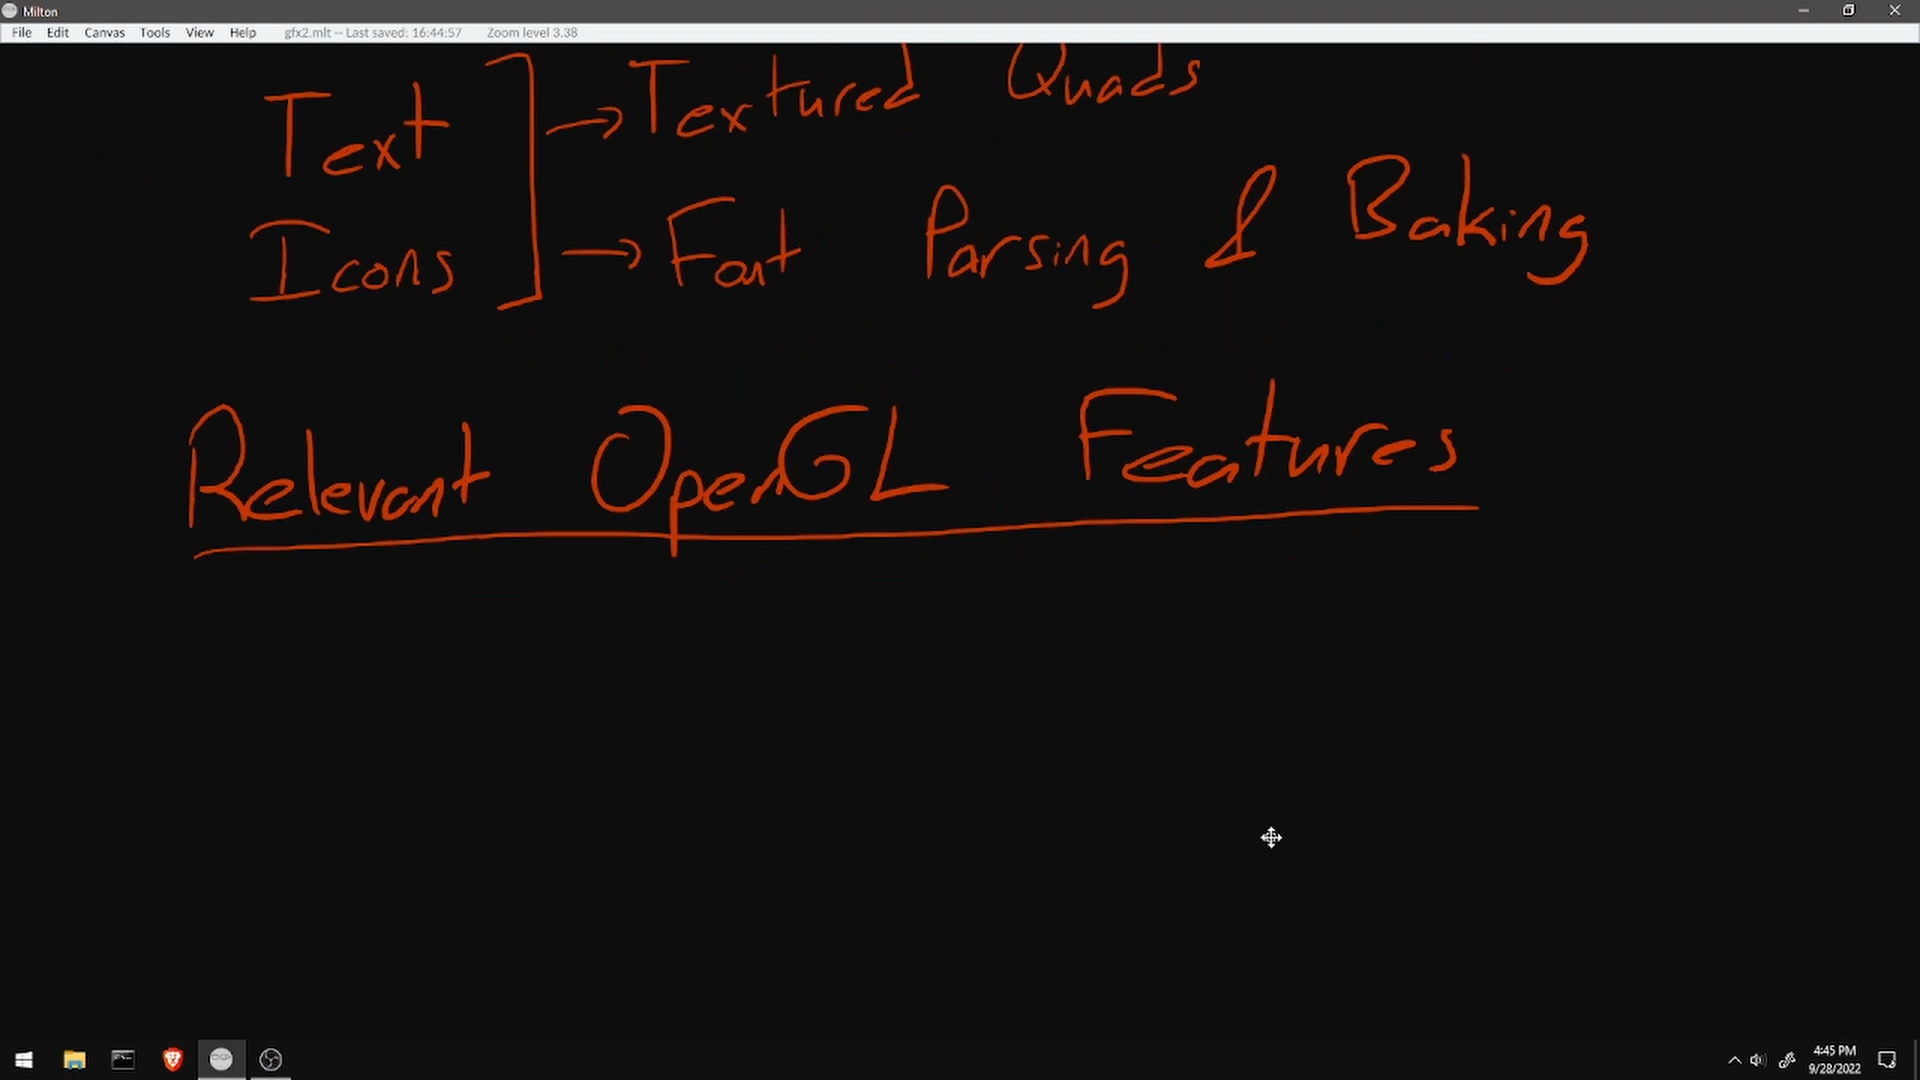 Milton
File Edit Canvas Tools View Help gfx2.mlt -- Last saved: 16:44:57 Zoom level 3.38
Text → Textured Quads
Icons → Font Parsing & Baking
Relevant OpenGL Features
4:45 PM
9/28/2022